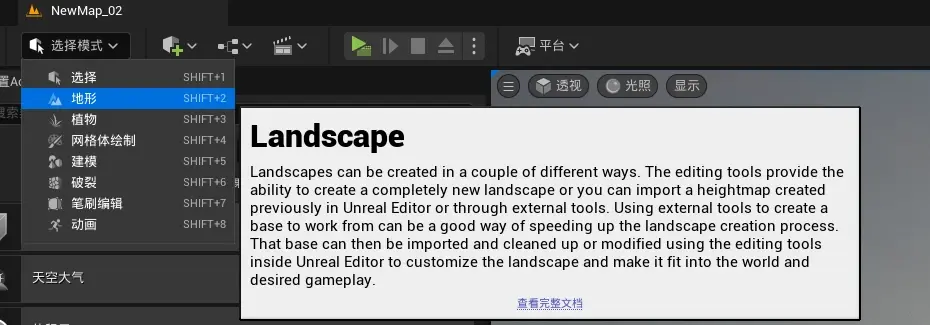 NewMap_02
选择模式
平台
选择 SHIFT+1
地形 SHIFT+2
植物 SHIFT+3
网格体绘制 SHIFT+4
建模 SHIFT+5
破裂 SHIFT+6
笔刷编辑 SHIFT+7
动画 SHIFT+8
天空大气
透视
光照
显示
Landscape
Landscapes can be created in a couple of different ways. The editing tools provide the
ability to create a completely new landscape or you can import a heightmap created
previously in Unreal Editor or through external tools. Using external tools to create a
base to work from can be a good way of speeding up the landscape creation process.
That base can then be imported and cleaned up or modified using the editing tools
inside Unreal Editor to customize the landscape and make it fit into the world and
desired gameplay.
查看完整文档